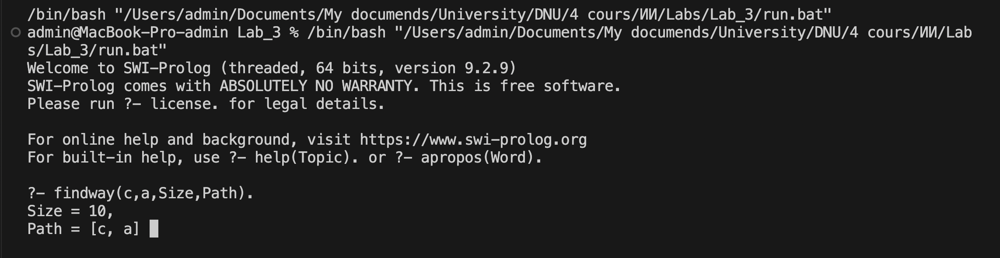 /bin/bash "/Users/admin/Documents/My documends/University/DNU/4 cours/ИИ/Labs/Lab_3/run.bat"
admin@MacBook-Pro-admin Lab_3 % /bin/bash "/Users/admin/Documents/My documends/University/DNU/4 cours/ИИ/Lab
s/Lab_3/run.bat"
Welcome to SWI-Prolog (threaded, 64 bits, version 9.2.9)
SWI-Prolog comes with ABSOLUTELY NO WARRANTY. This is free software.
Please run ?- license. for legal details.
For online help and background, visit https://www.swi-prolog.org
For built-in help, use ?- help(Topic). or ?- apropos(Word).
?- findway(c,a,Size,Path).
Size = 10,
Path = [c, a]